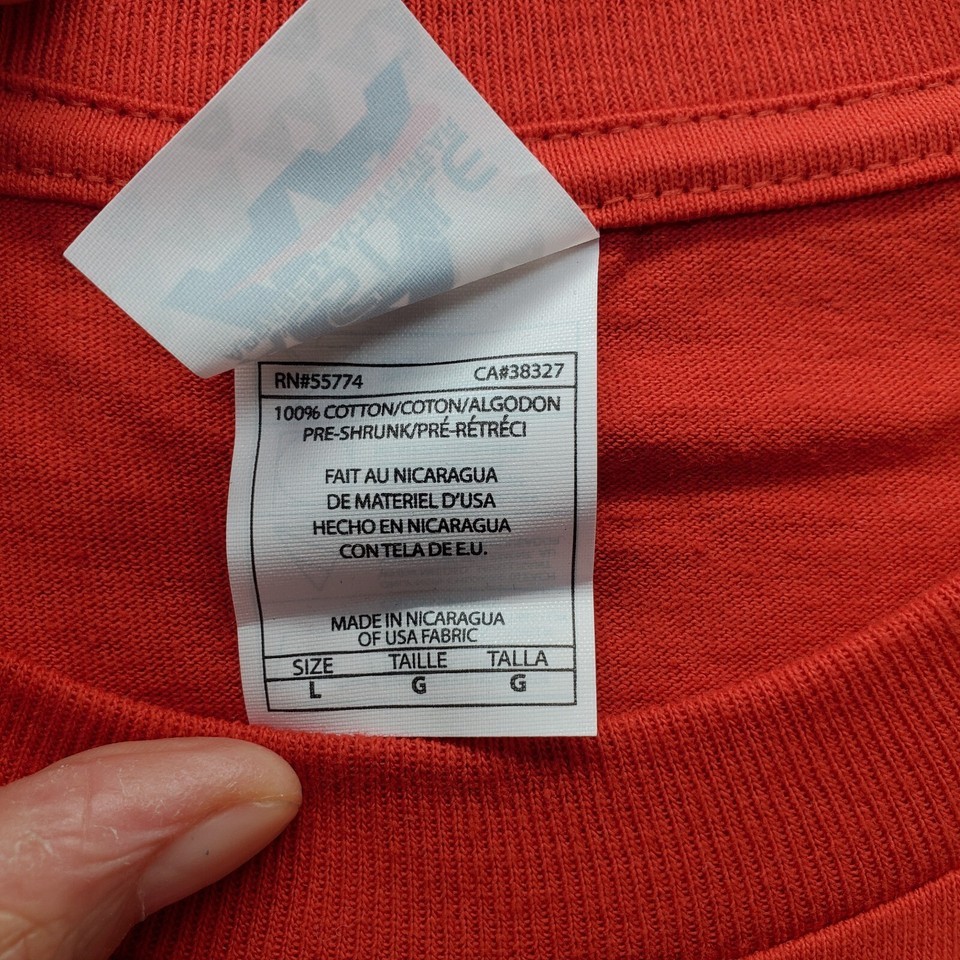 RN#55774 CA#38327
100% COTTON/COTON/ALGODON
PRE-SHRUNK/PRÉ-RÉTRÉCI
FAIT AU NICARAGUA
DE MATERIEL D'USA
HECHO EN NICARAGUA
CON TELA DE E.U.
MADE IN NICARAGUA
OF USA FABRIC
SIZE TAILLE TALLA
L G G